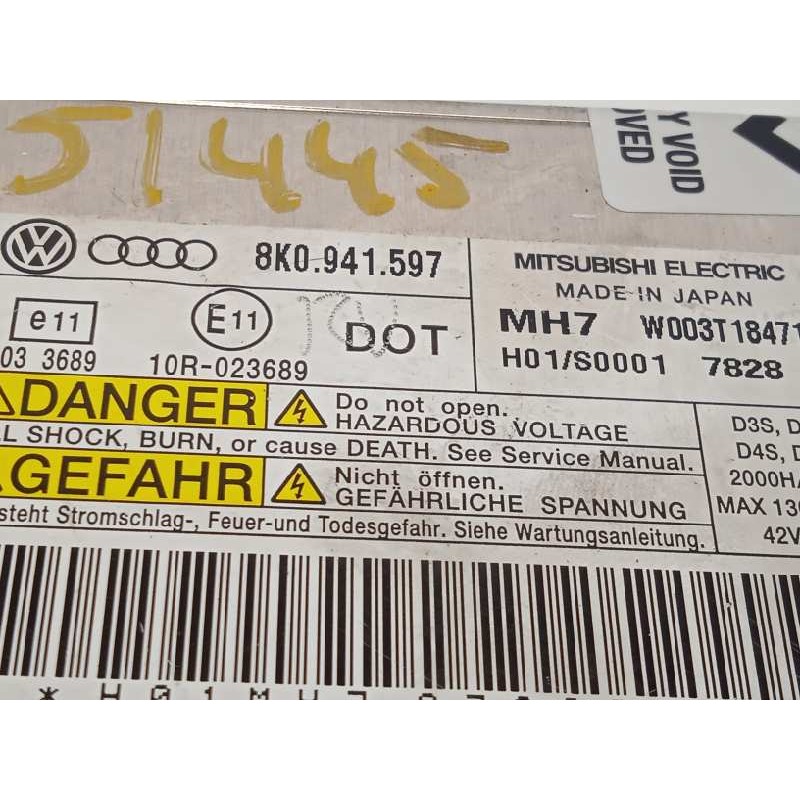 51445
Y VOID
OVED
8K0.941.597
e11 E11 DOT
03 3689 10R-023689
MITSUBISHI ELECTRIC
MADE IN JAPAN
MH7 W003T18471
H01/S0001 7828
DANGER Do not open.
HAZARDOUS VOLTAGE
SHOCK, BURN, or cause DEATH. See Service Manual.
GEFAHR Nicht öffnen.
GEFÄHRLICHE SPANNUNG
steht Stromschlag-, Feuer-und Todesgefahr. Siehe Wartungsanleitung.
D3S, D
D4S, D
2000H
MAX 13
42V